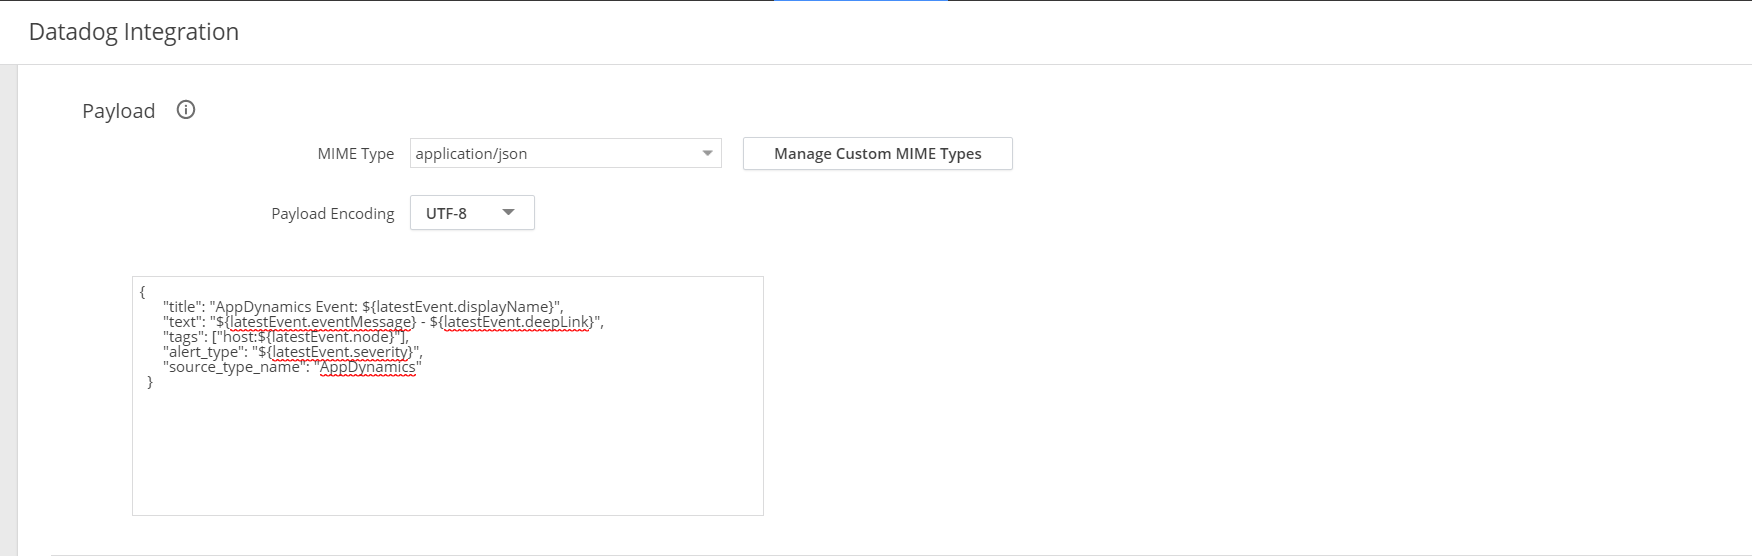 Datadog Integration
Payload
MIME Type application/json Manage Custom MIME Types
Payload Encoding UTF-8
{
"title": "AppDynamics Event: ${latestEvent.displayName}",
"text": "${latestEvent.eventMessage} - ${latestEvent.deepLink}",
"tags": ["host:${latestEvent.node}"],
"alert_type": "${latestEvent.severity}",
"source_type_name": "AppDynamics"
}